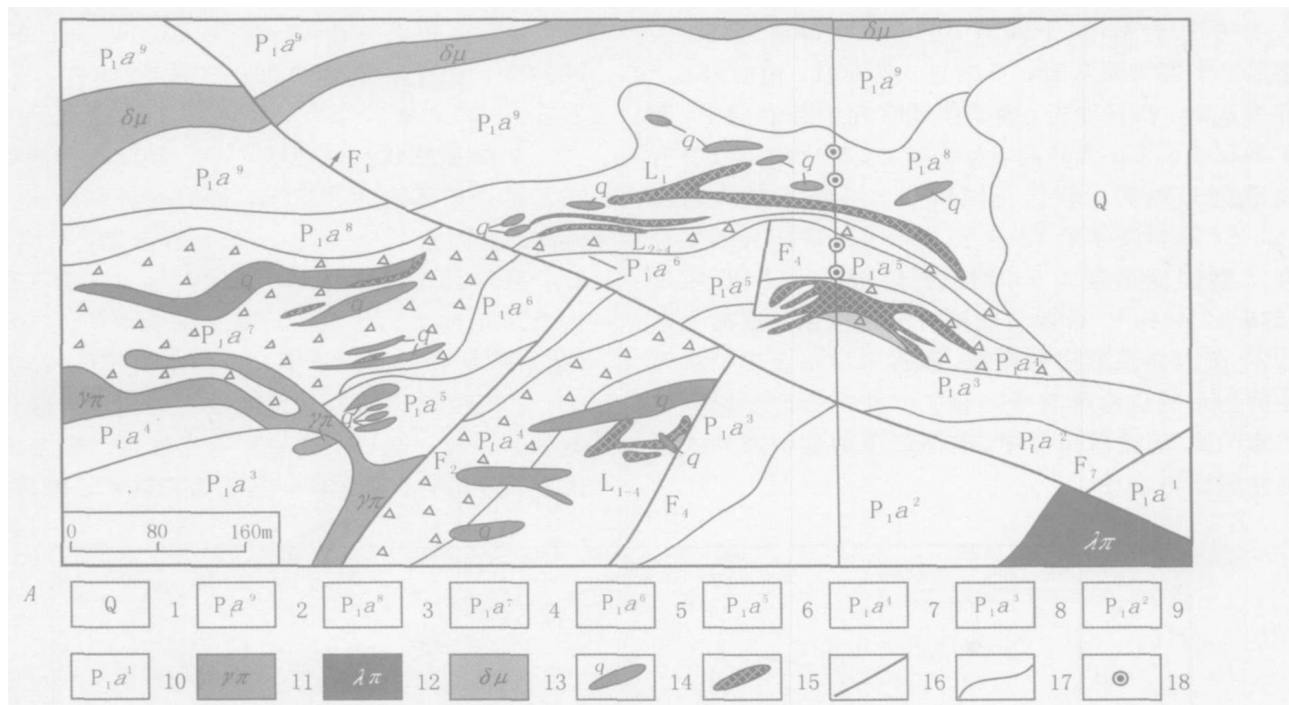 P₁a⁹
P₁a⁹
δμ
δμ
P₁a⁹
δμ
P₁a⁹
P₁a⁹
F₁
q
P₁a⁸
L₁
q
q
q
Q
q
P₁a⁸
L₂₋₄
F₄
P₁a⁵
P₁a⁶
q
P₁a⁵
P₁a⁶
q
P₁a⁷
q
P₁a⁴
P₁a³
γπ
γπ
q
P₁a⁵
q
P₁a³
P₁a⁴
P₁a⁴
q
P₁a²
F₂
F₇
P₁a³
L₁₋₄
F₄
P₁a²
P₁a¹
γπ
q
λπ
0 80 160m
A Q 1 P₁a⁹ 2 P₁a⁸ 3 P₁a⁷ 4 P₁a⁶ 5 P₁a⁵ 6 P₁a⁴ 7 P₁a³ 8 P₁a² 9
P₁a¹ 10 γπ 11 λπ 12 δμ 13 q 14 15 16 17 18